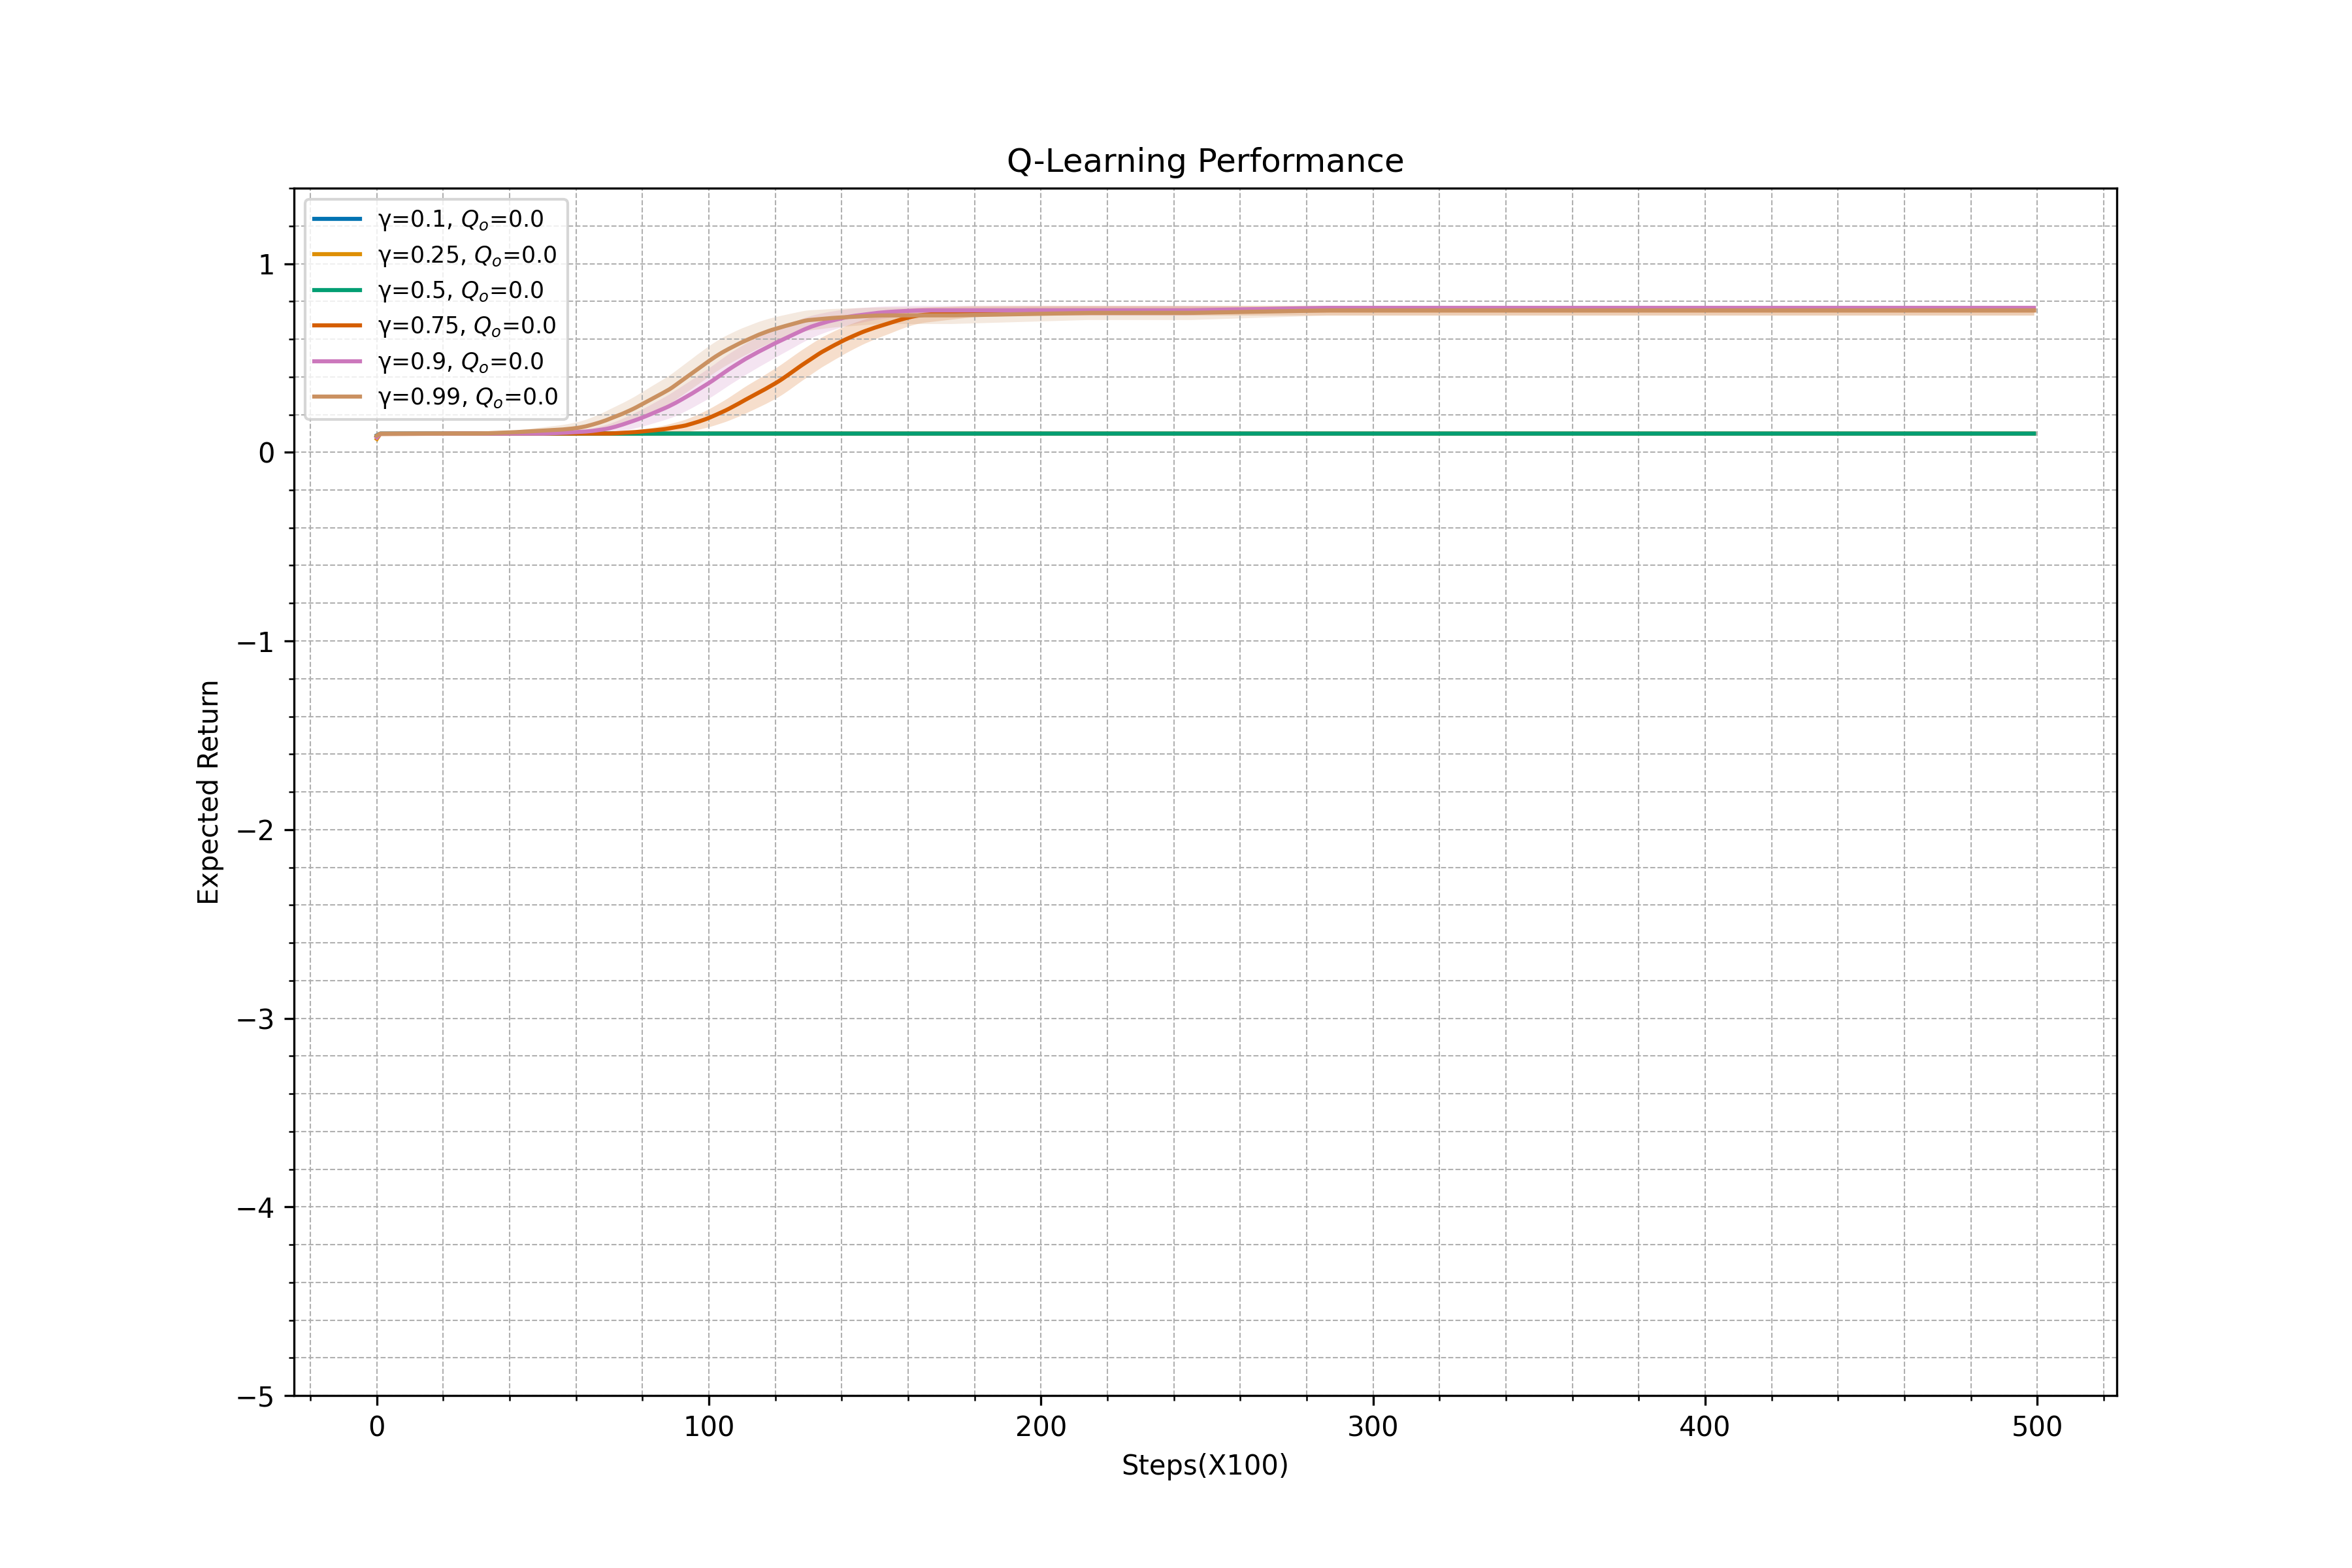 Q-Learning Performance
γ=0.1, Qₒ=0.0
γ=0.25, Qₒ=0.0
γ=0.5, Qₒ=0.0
γ=0.75, Qₒ=0.0
γ=0.9, Qₒ=0.0
γ=0.99, Qₒ=0.0
1
0
−1
−2
−3
−4
−5
Expected Return
0 100 200 300 400 500
Steps(X100)